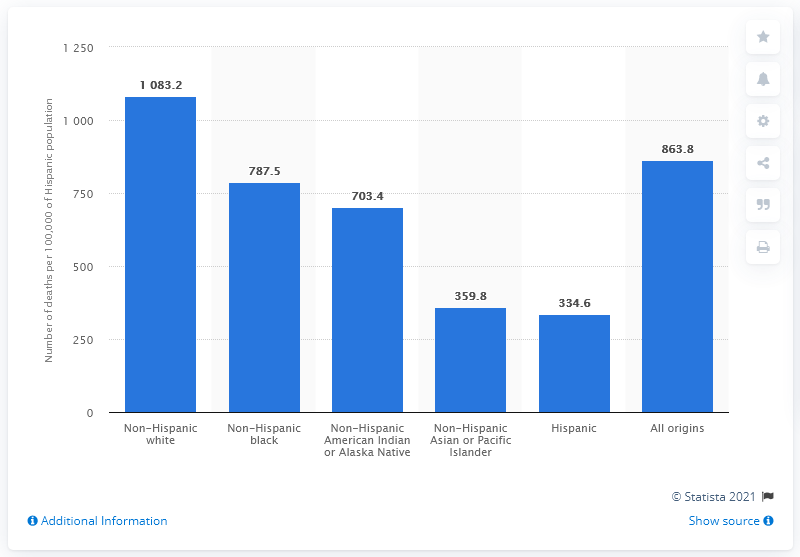 Number of deaths per 100,000 of Hispanic population
1 250
1 000
750
500
250
0
1 083.2
787.5
703.4
359.8
334.6
863.8
Non-Hispanic
white
Non-Hispanic
black
Non-Hispanic
American Indian
or Alaska Native
Non-Hispanic
Asian or Pacific
Islander
Hispanic
All origins
© Statista 2021
Additional Information
Show source